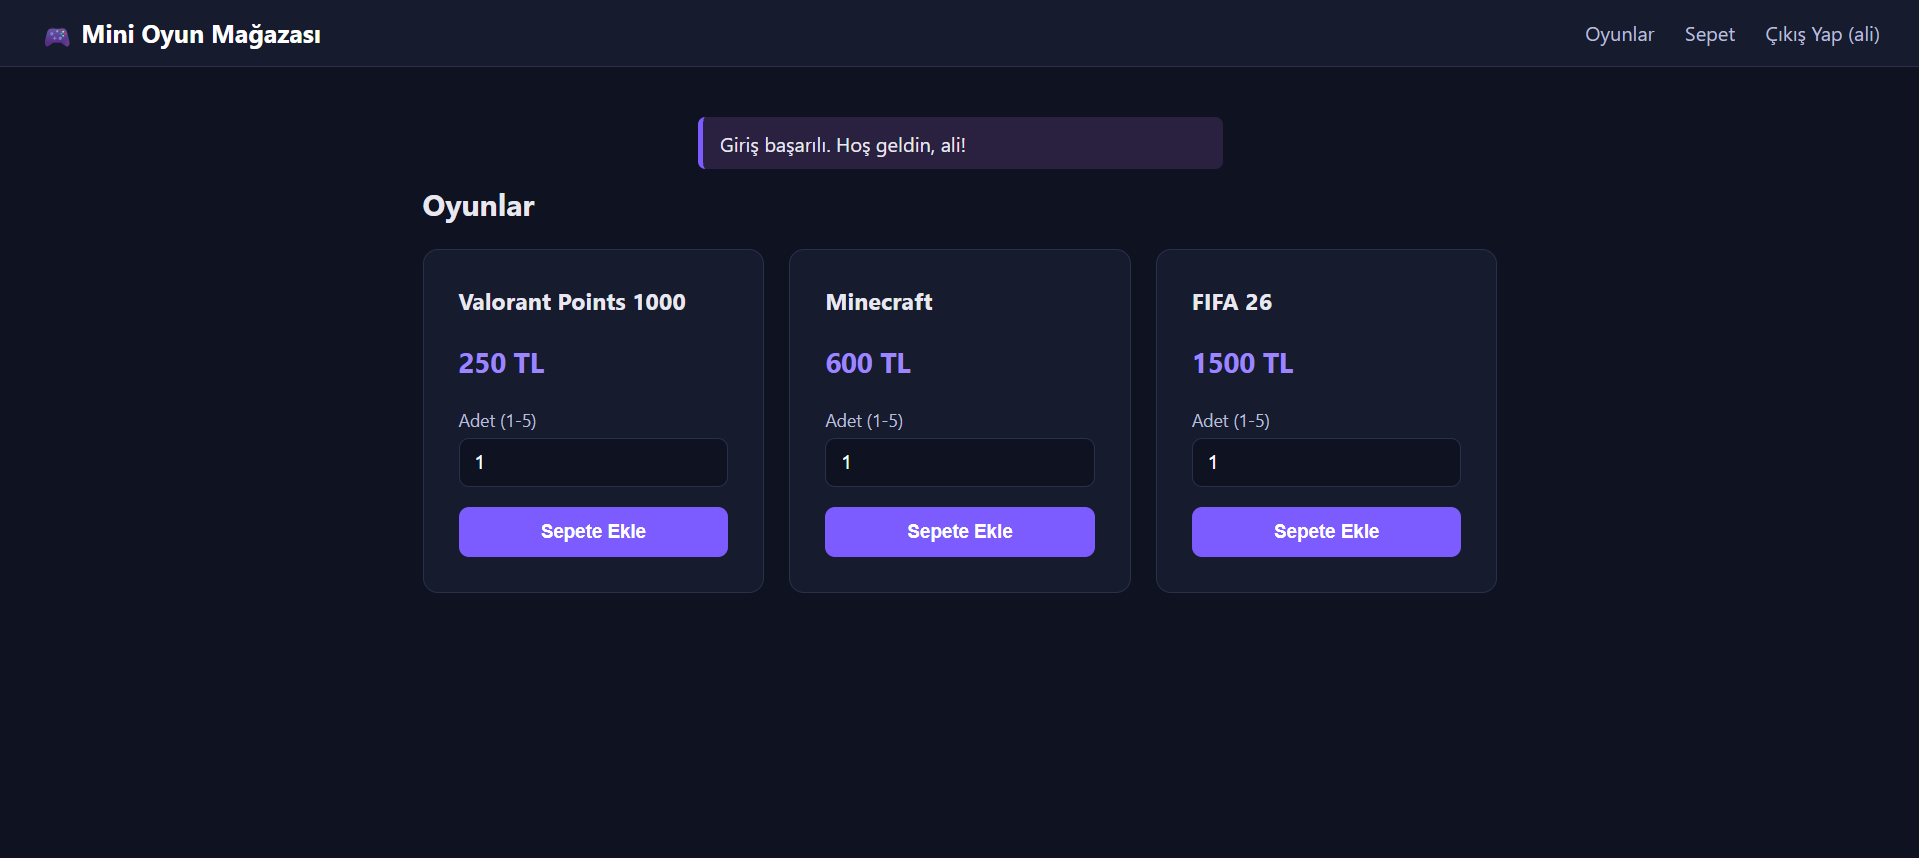 Mini Oyun Mağazası
Oyunlar Sepet Çıkış Yap (ali)
Giriş başarılı. Hoş geldin, ali!
Oyunlar
Valorant Points 1000
250 TL
Adet (1-5)
1
Sepete Ekle
Minecraft
600 TL
Adet (1-5)
1
Sepete Ekle
FIFA 26
1500 TL
Adet (1-5)
1
Sepete Ekle